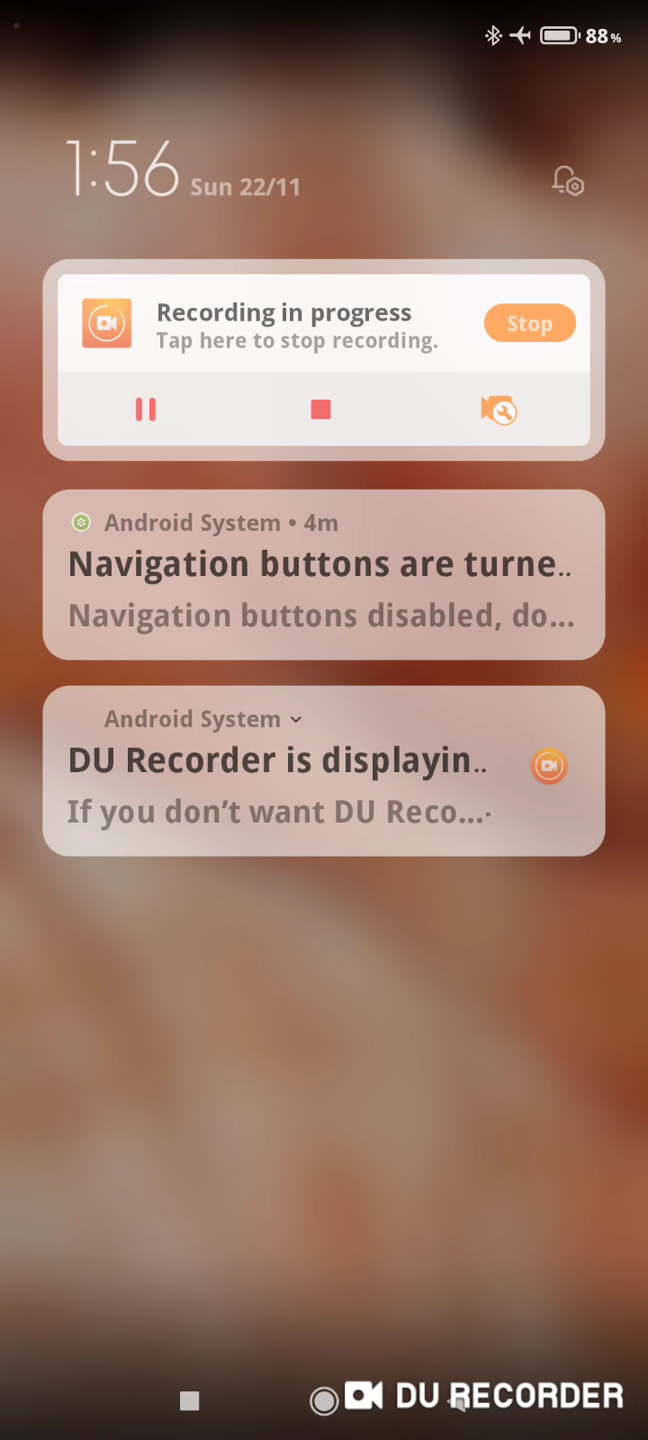 88%
1:56 Sun 22/11
Recording in progress
Tap here to stop recording.
Stop
Android System • 4m
Navigation buttons are turne..
Navigation buttons disabled, do...
Android System
DU Recorder is displayin..
If you don't want DU Reco...
DU RECORDER